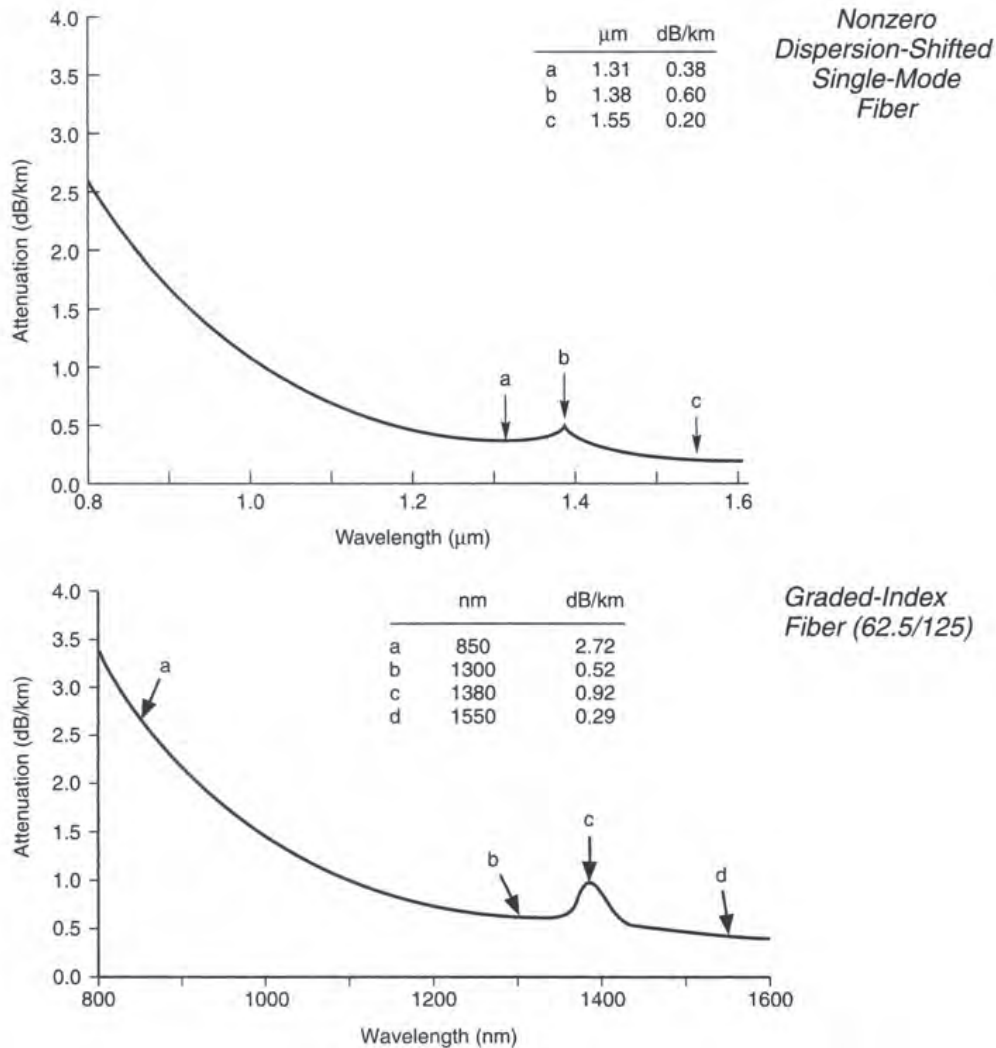 Nonzero
Dispersion-Shifted
Single-Mode
Fiber
μm dB/km
a 1.31 0.38
b 1.38 0.60
c 1.55 0.20
Attenuation (dB/km)
4.0
3.5
3.0
2.5
2.0
1.5
1.0
0.5
0.0
a
b
c
0.8 1.0 1.2 1.4 1.6
Wavelength (μm)
Graded-Index
Fiber (62.5/125)
nm dB/km
a 850 2.72
b 1300 0.52
c 1380 0.92
d 1550 0.29
Attenuation (dB/km)
4.0
3.5
3.0
2.5
2.0
1.5
1.0
0.5
0.0
a
b
c
d
800 1000 1200 1400 1600
Wavelength (nm)